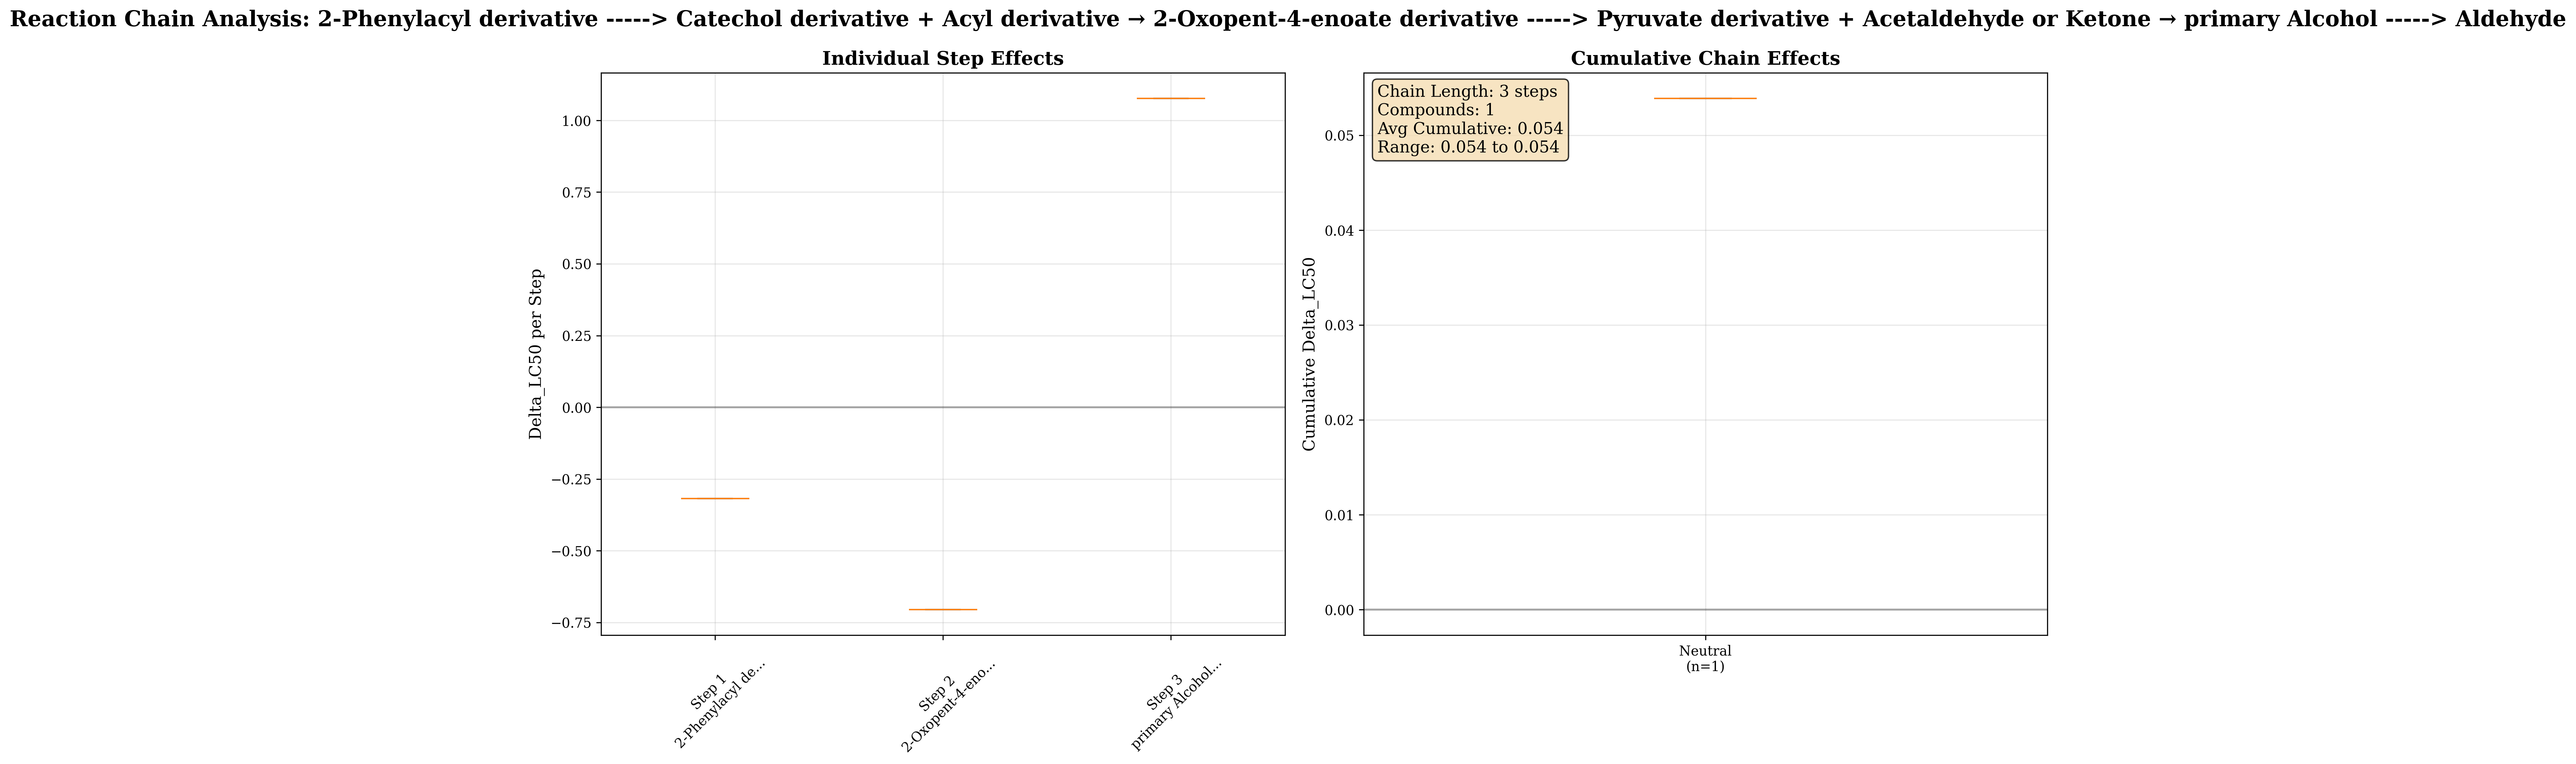 Reaction Chain Analysis: 2-Phenylacyl derivative -----> Catechol derivative + Acyl derivative → 2-Oxopent-4-enoate derivative -----> Pyruvate derivative + Acetaldehyde or Ketone → primary Alcohol -----> Aldehyde
Individual Step Effects
Delta_LC50 per Step
1.00
0.75
0.50
0.25
0.00
−0.25
−0.50
−0.75
Step 1
2-Phenylacyl de...
Step 2
2-Oxopent-4-eno...
Step 3
primary Alcohol...
Cumulative Chain Effects
Chain Length: 3 steps
Compounds: 1
Avg Cumulative: 0.054
Range: 0.054 to 0.054
Cumulative Delta_LC50
0.05
0.04
0.03
0.02
0.01
0.00
Neutral
(n=1)